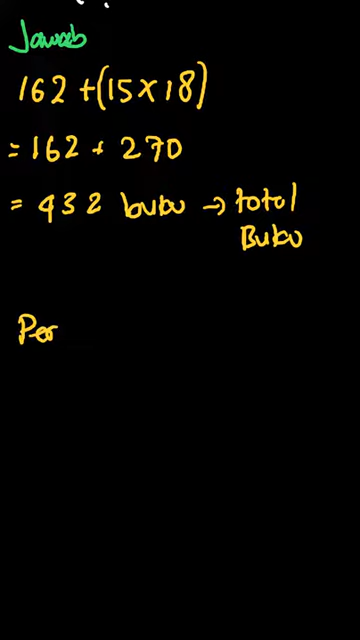 Jawab
162 + (15 x 18)
= 162 + 270
= 432 buku → total
Buku
Per